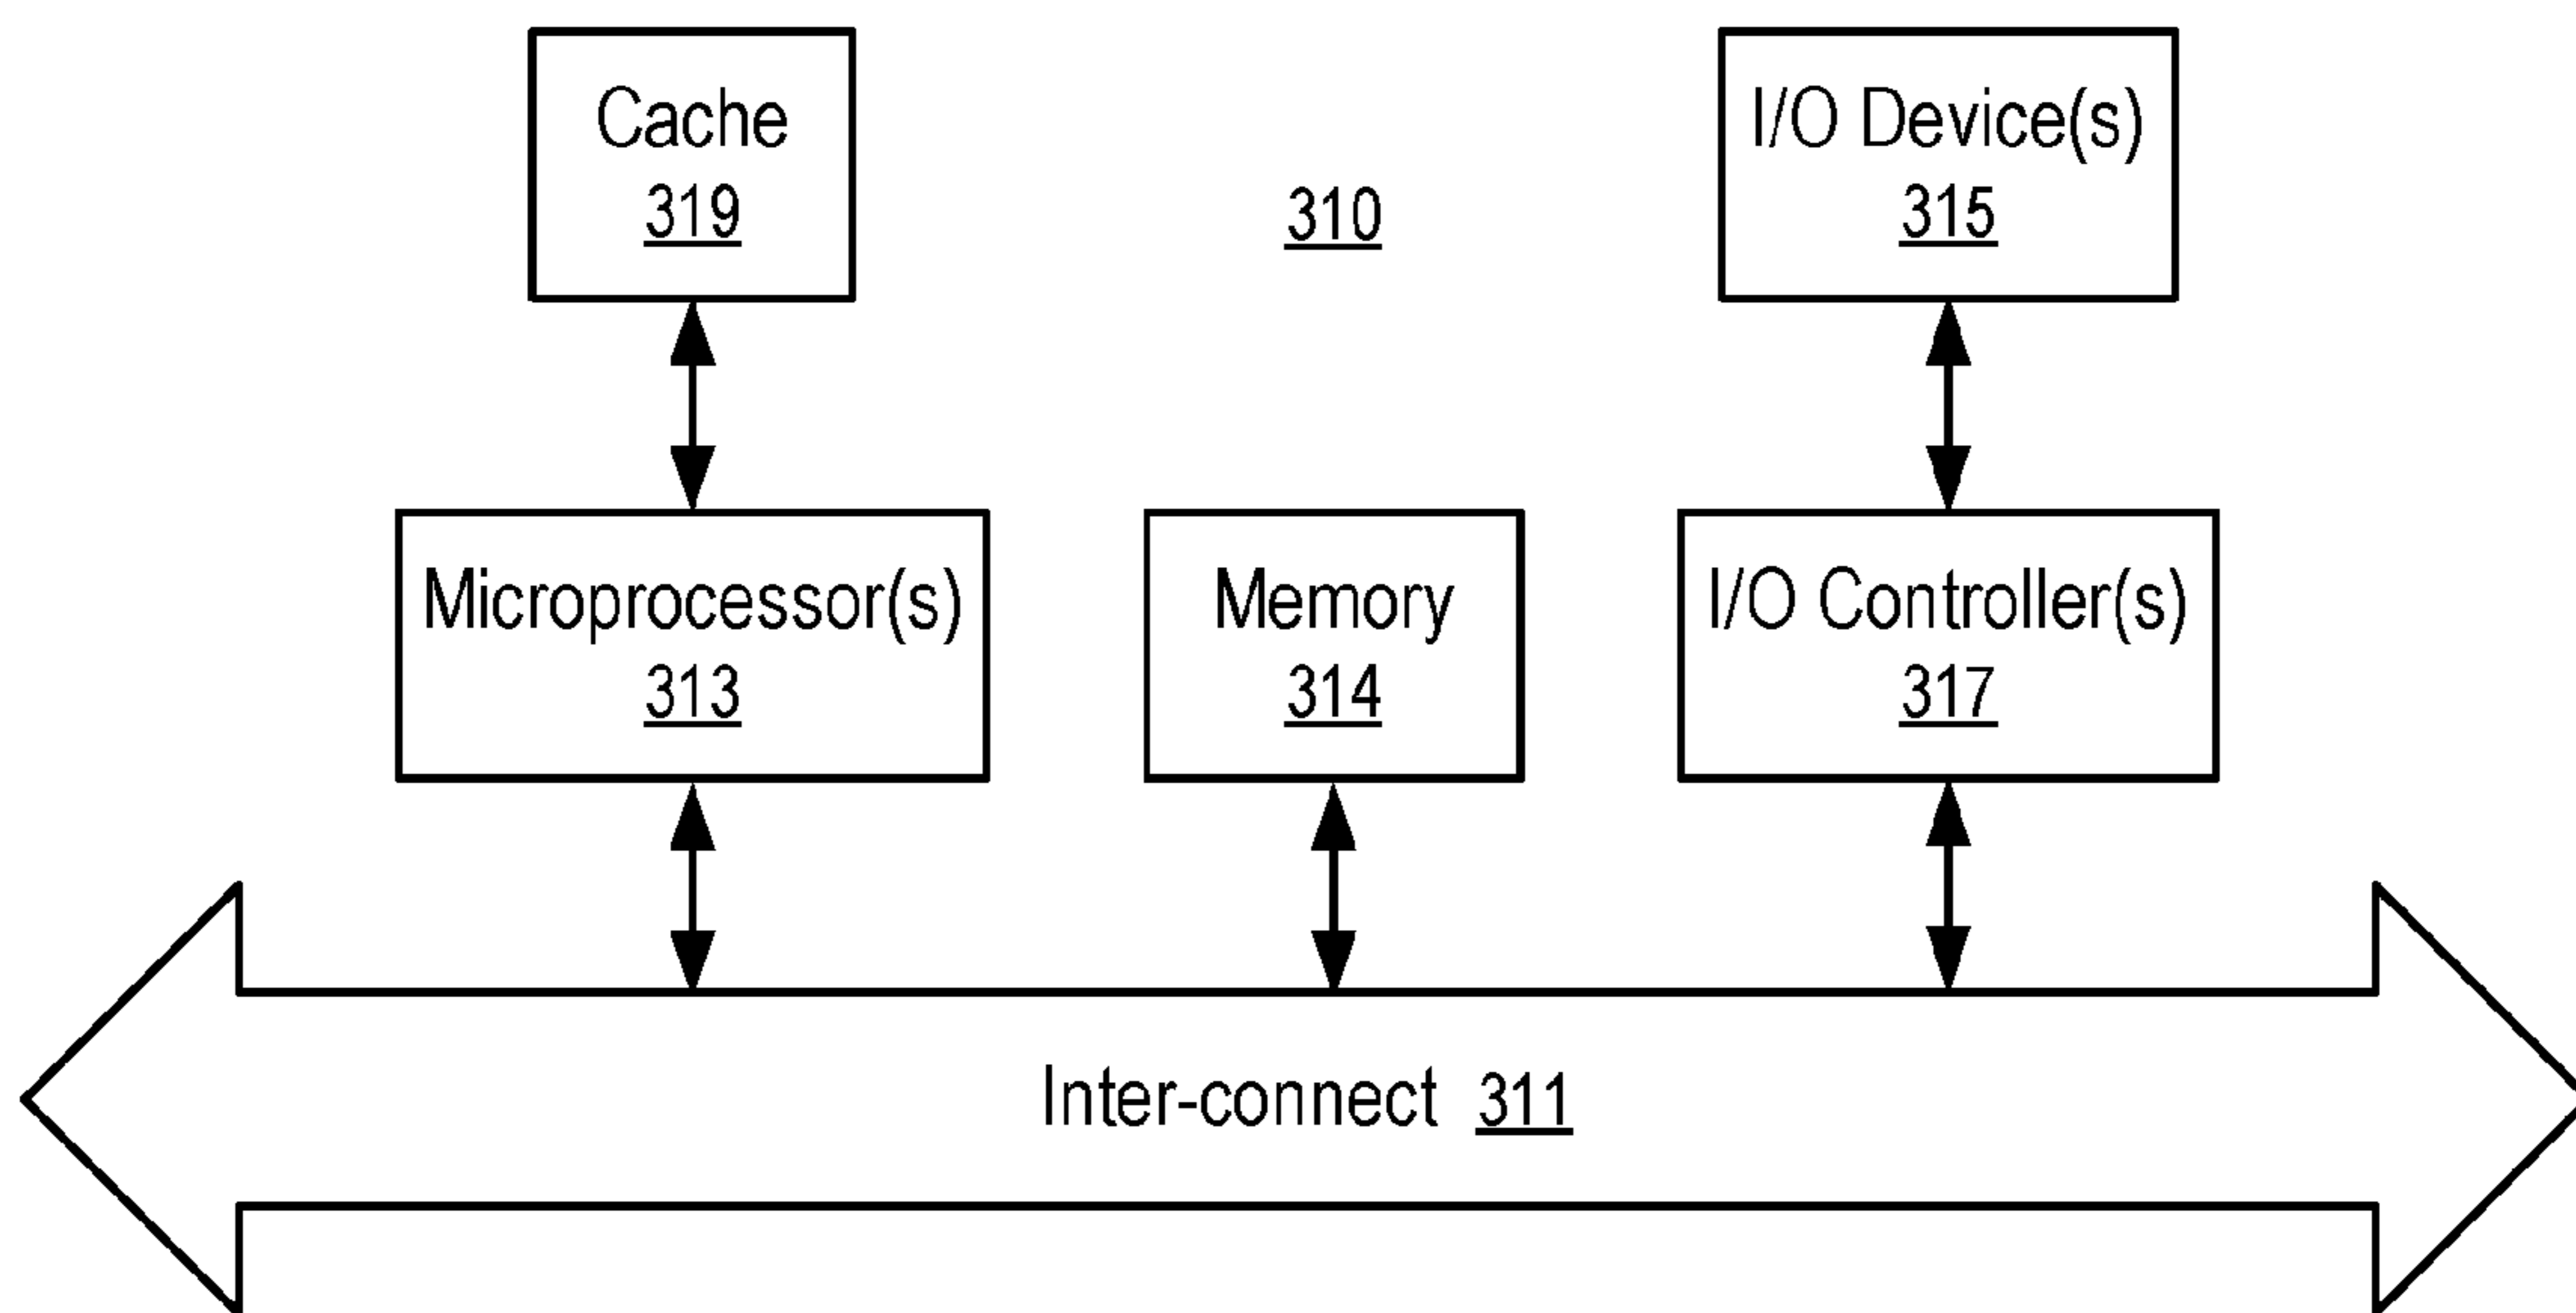 Cache
319
310
I/O Device(s)
315
Microprocessor(s)
313
Memory
314
I/O Controller(s)
317
Inter-connect 311